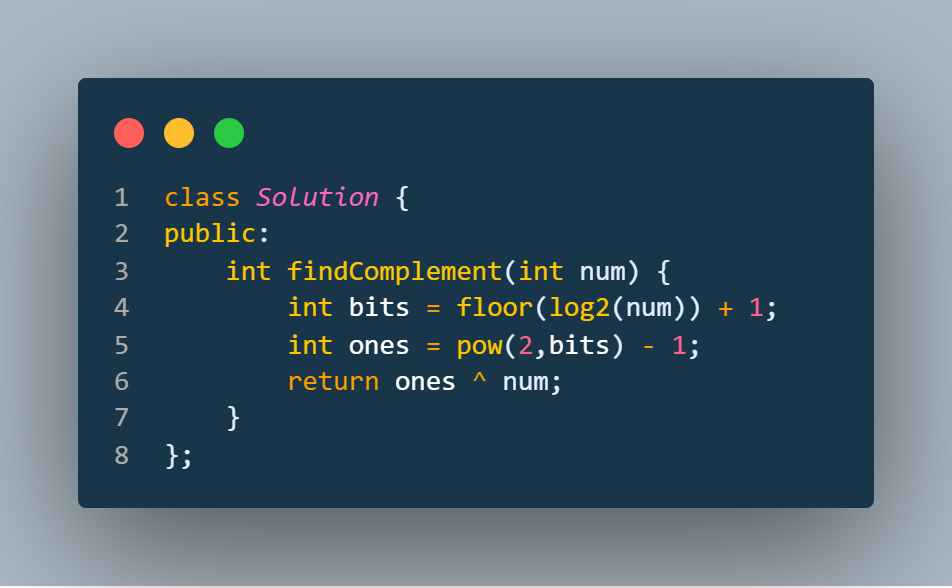 1 class Solution {
2 public:
3     int findComplement(int num) {
4         int bits = floor(log2(num)) + 1;
5         int ones = pow(2,bits) - 1;
6         return ones ^ num;
7     }
8 };